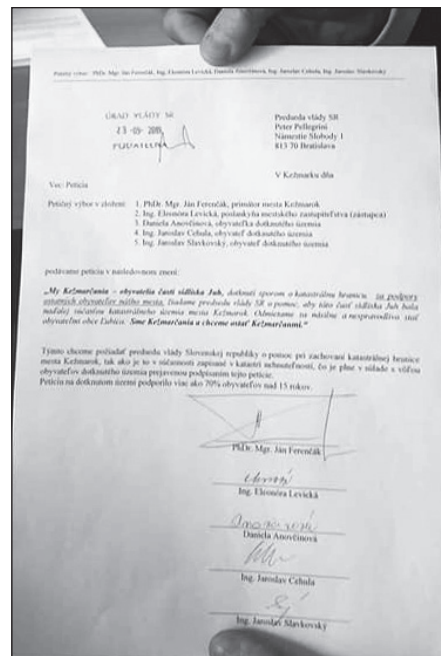 Petičný výbor: PhDr. Mgr. Ján Ferenčák, Ing. Eleonóra Levická, Daniela Anovčinová, Ing. Jaroslav Cehula, Ing. Jaroslav Slavkovský
ÚRAD VLÁDY SR
23 -05- 2019
PODATEĽŇA
Predseda vlády SR
Peter Pellegrini
Námestie Slobody 1
813 70 Bratislava
V Kežmarku dňa
Vec: Petícia
Petičný výbor v zložení: 1. PhDr. Mgr. Ján Ferenčák, primátor mesta Kežmarok
2. Ing. Eleonóra Levická, poslankyňa mestského zastupiteľstva (zástupca)
3. Daniela Anovčinová, obyvateľka dotknutého územia
4. Ing. Jaroslav Cehula, obyvateľ dotknutého územia
5. Ing. Jaroslav Slavkovský, obyvateľ dotknutého územia
podávame petíciu v nasledovnom znení:
„My Kežmarčania – obyvatelia časti sídliska Juh, dotknutí sporom o katastrálnu hranicu, za podpory
ostatných obyvateľov nášho mesta, žiadame predsedu vlády SR o pomoc, aby táto časť sídliska Juh bola
naďalej súčasťou katastrálneho územia mesta Kežmarok. Odmietame sa násilne a nespravodlivo stať
obyvateľmi obce Ľubica. Sme Kežmarčania a chceme ostať Kežmarčanmi.“
Týmto chceme požiadať predsedu vlády Slovenskej republiky o pomoc pri zachovaní katastrálnej hranice
mesta Kežmarok, tak ako je to v súčasnosti zapísané v katastri nehnuteľností, čo je plne v súlade s vôľou
obyvateľov dotknutého územia prejavenou podpísaním tejto petície.
Petíciu na dotknutom území podporilo viac ako 70% obyvateľov nad 15 rokov.
PhDr. Mgr. Ján Ferenčák
Ing. Eleonóra Levická
Anovčinová
Daniela Anovčinová
Ing. Jaroslav Cehula
Ing. Jaroslav Slavkovský